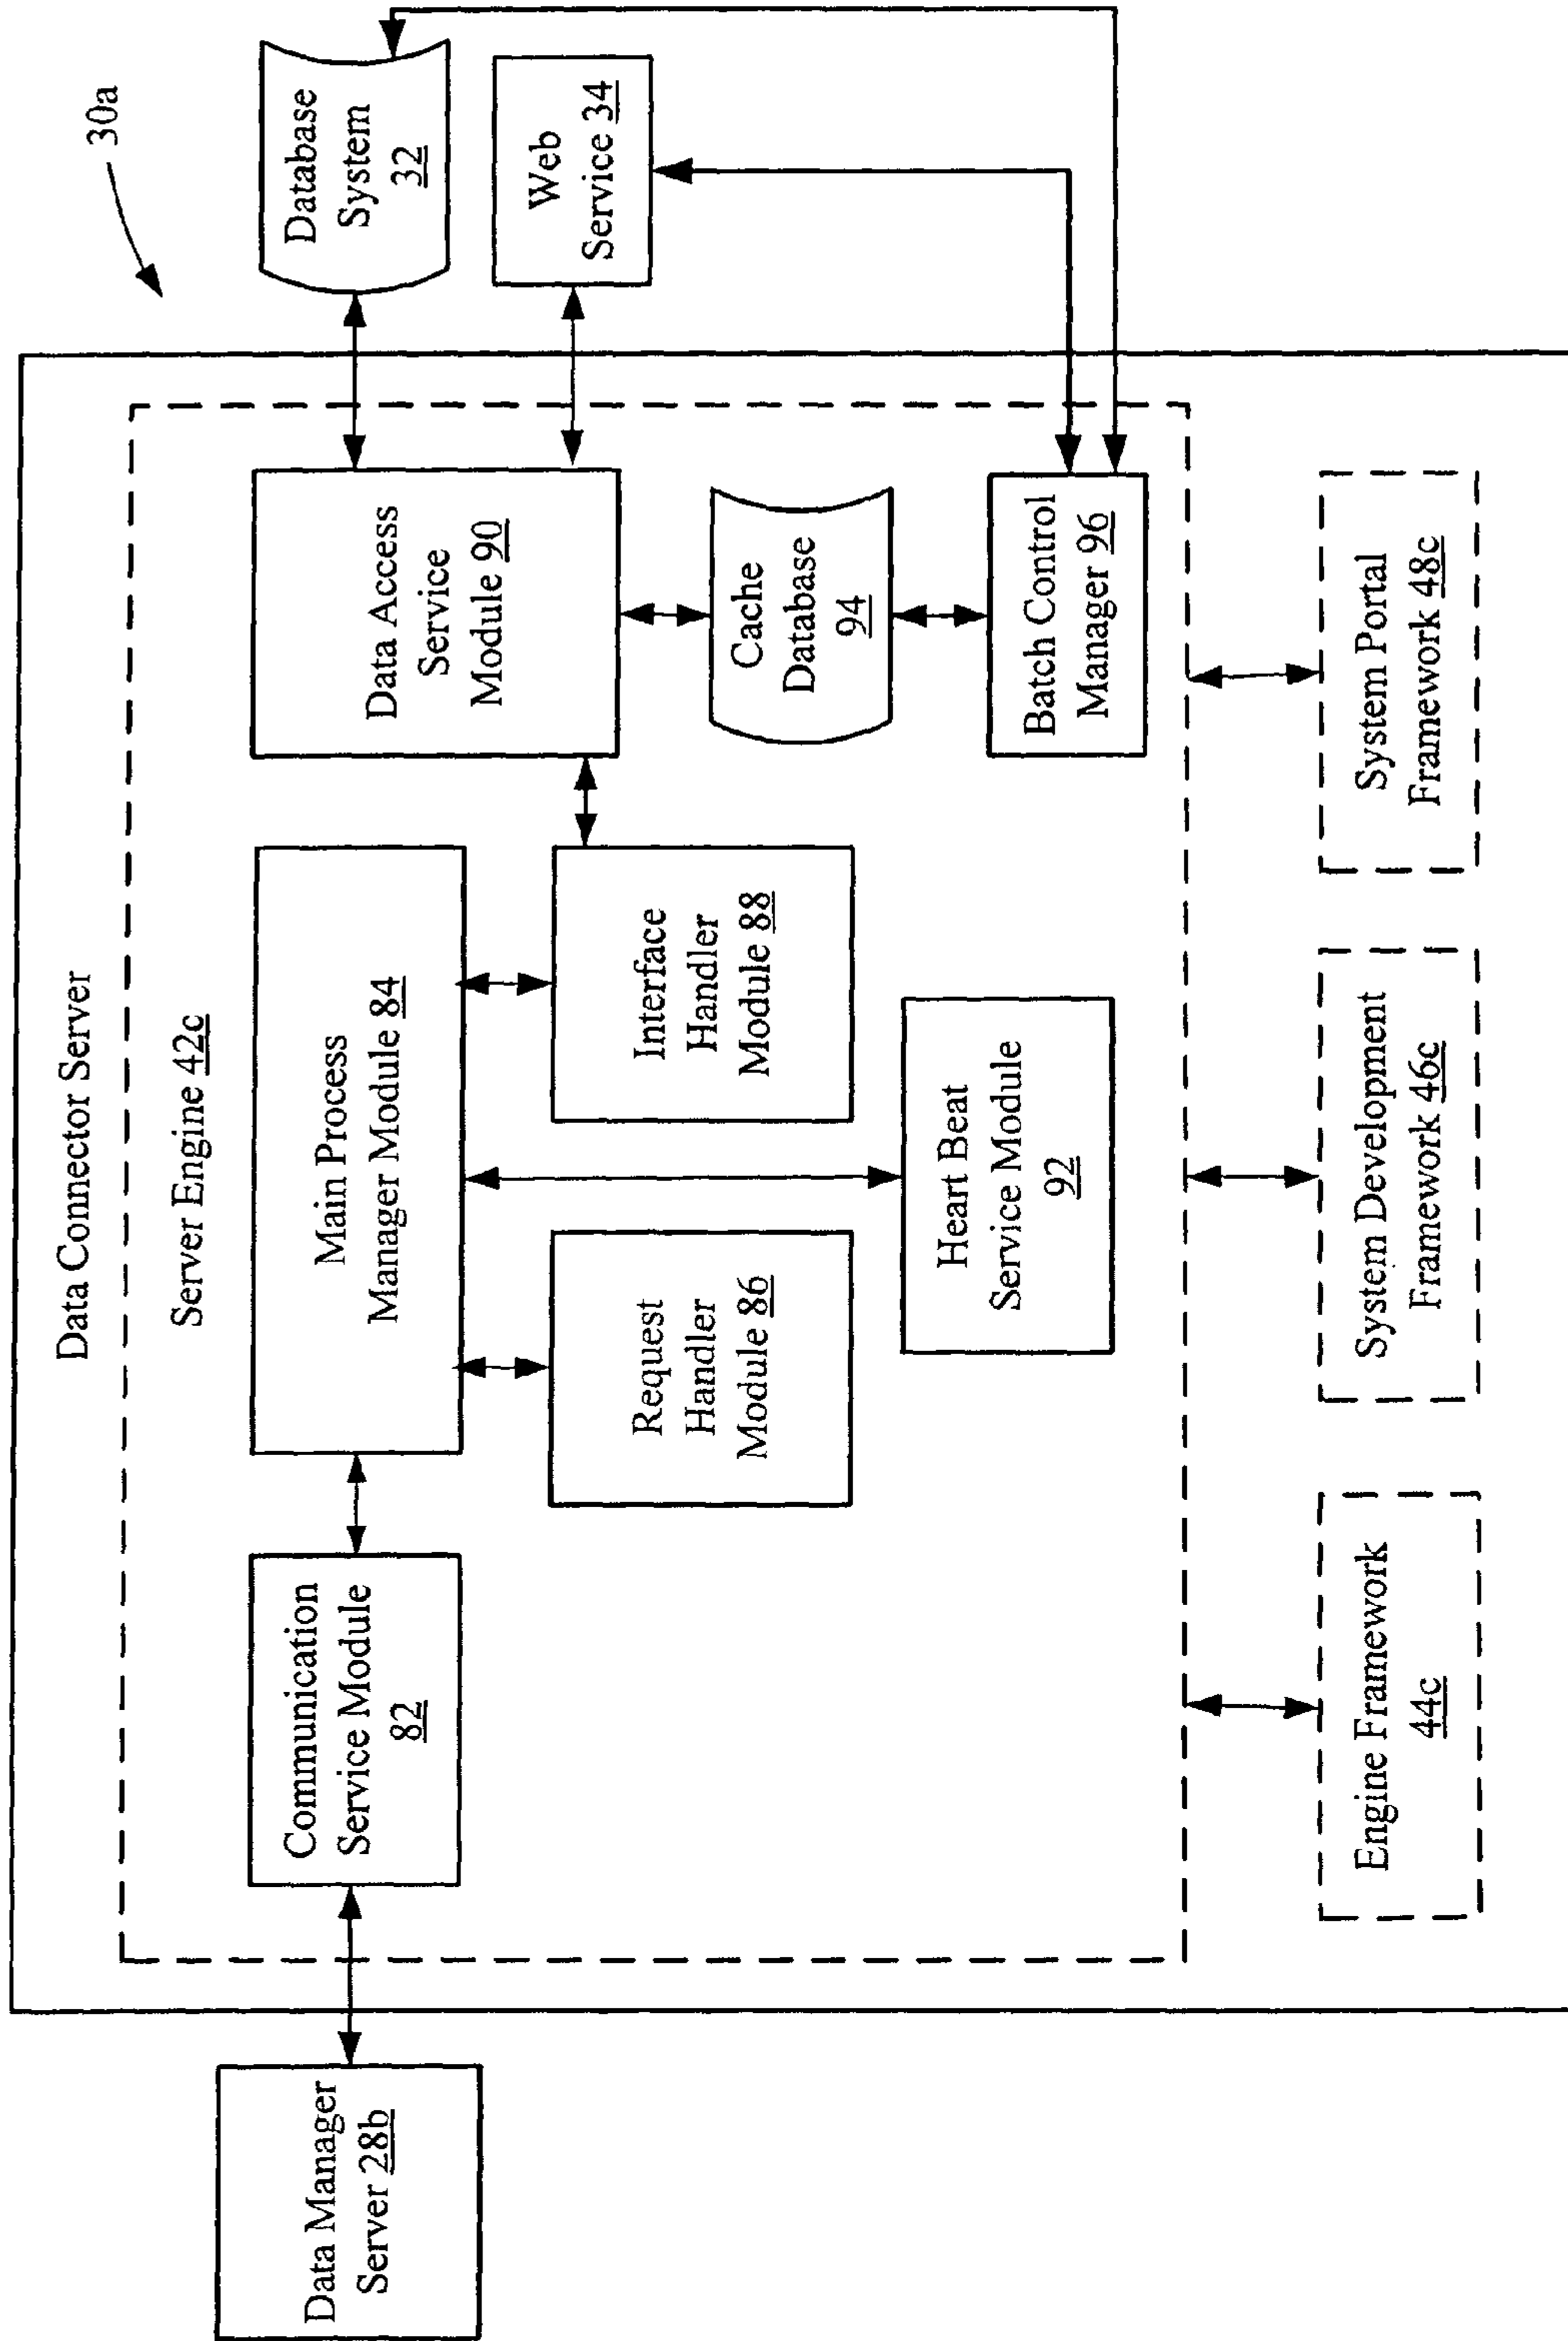 30a
Data Connector Server
Server Engine 42c
Data Manager
Server 28b
Communication
Service Module
82
Main Process
Manager Module 84
Request
Handler
Module 86
Interface
Handler
Module 88
Heart Beat
Service Module
92
Data Access
Service
Module 90
Cache
Database
94
Batch Control
Manager 96
Database
System
32
Web
Service 34
Engine Framework
44c
System Development
Framework 46c
System Portal
Framework 48c